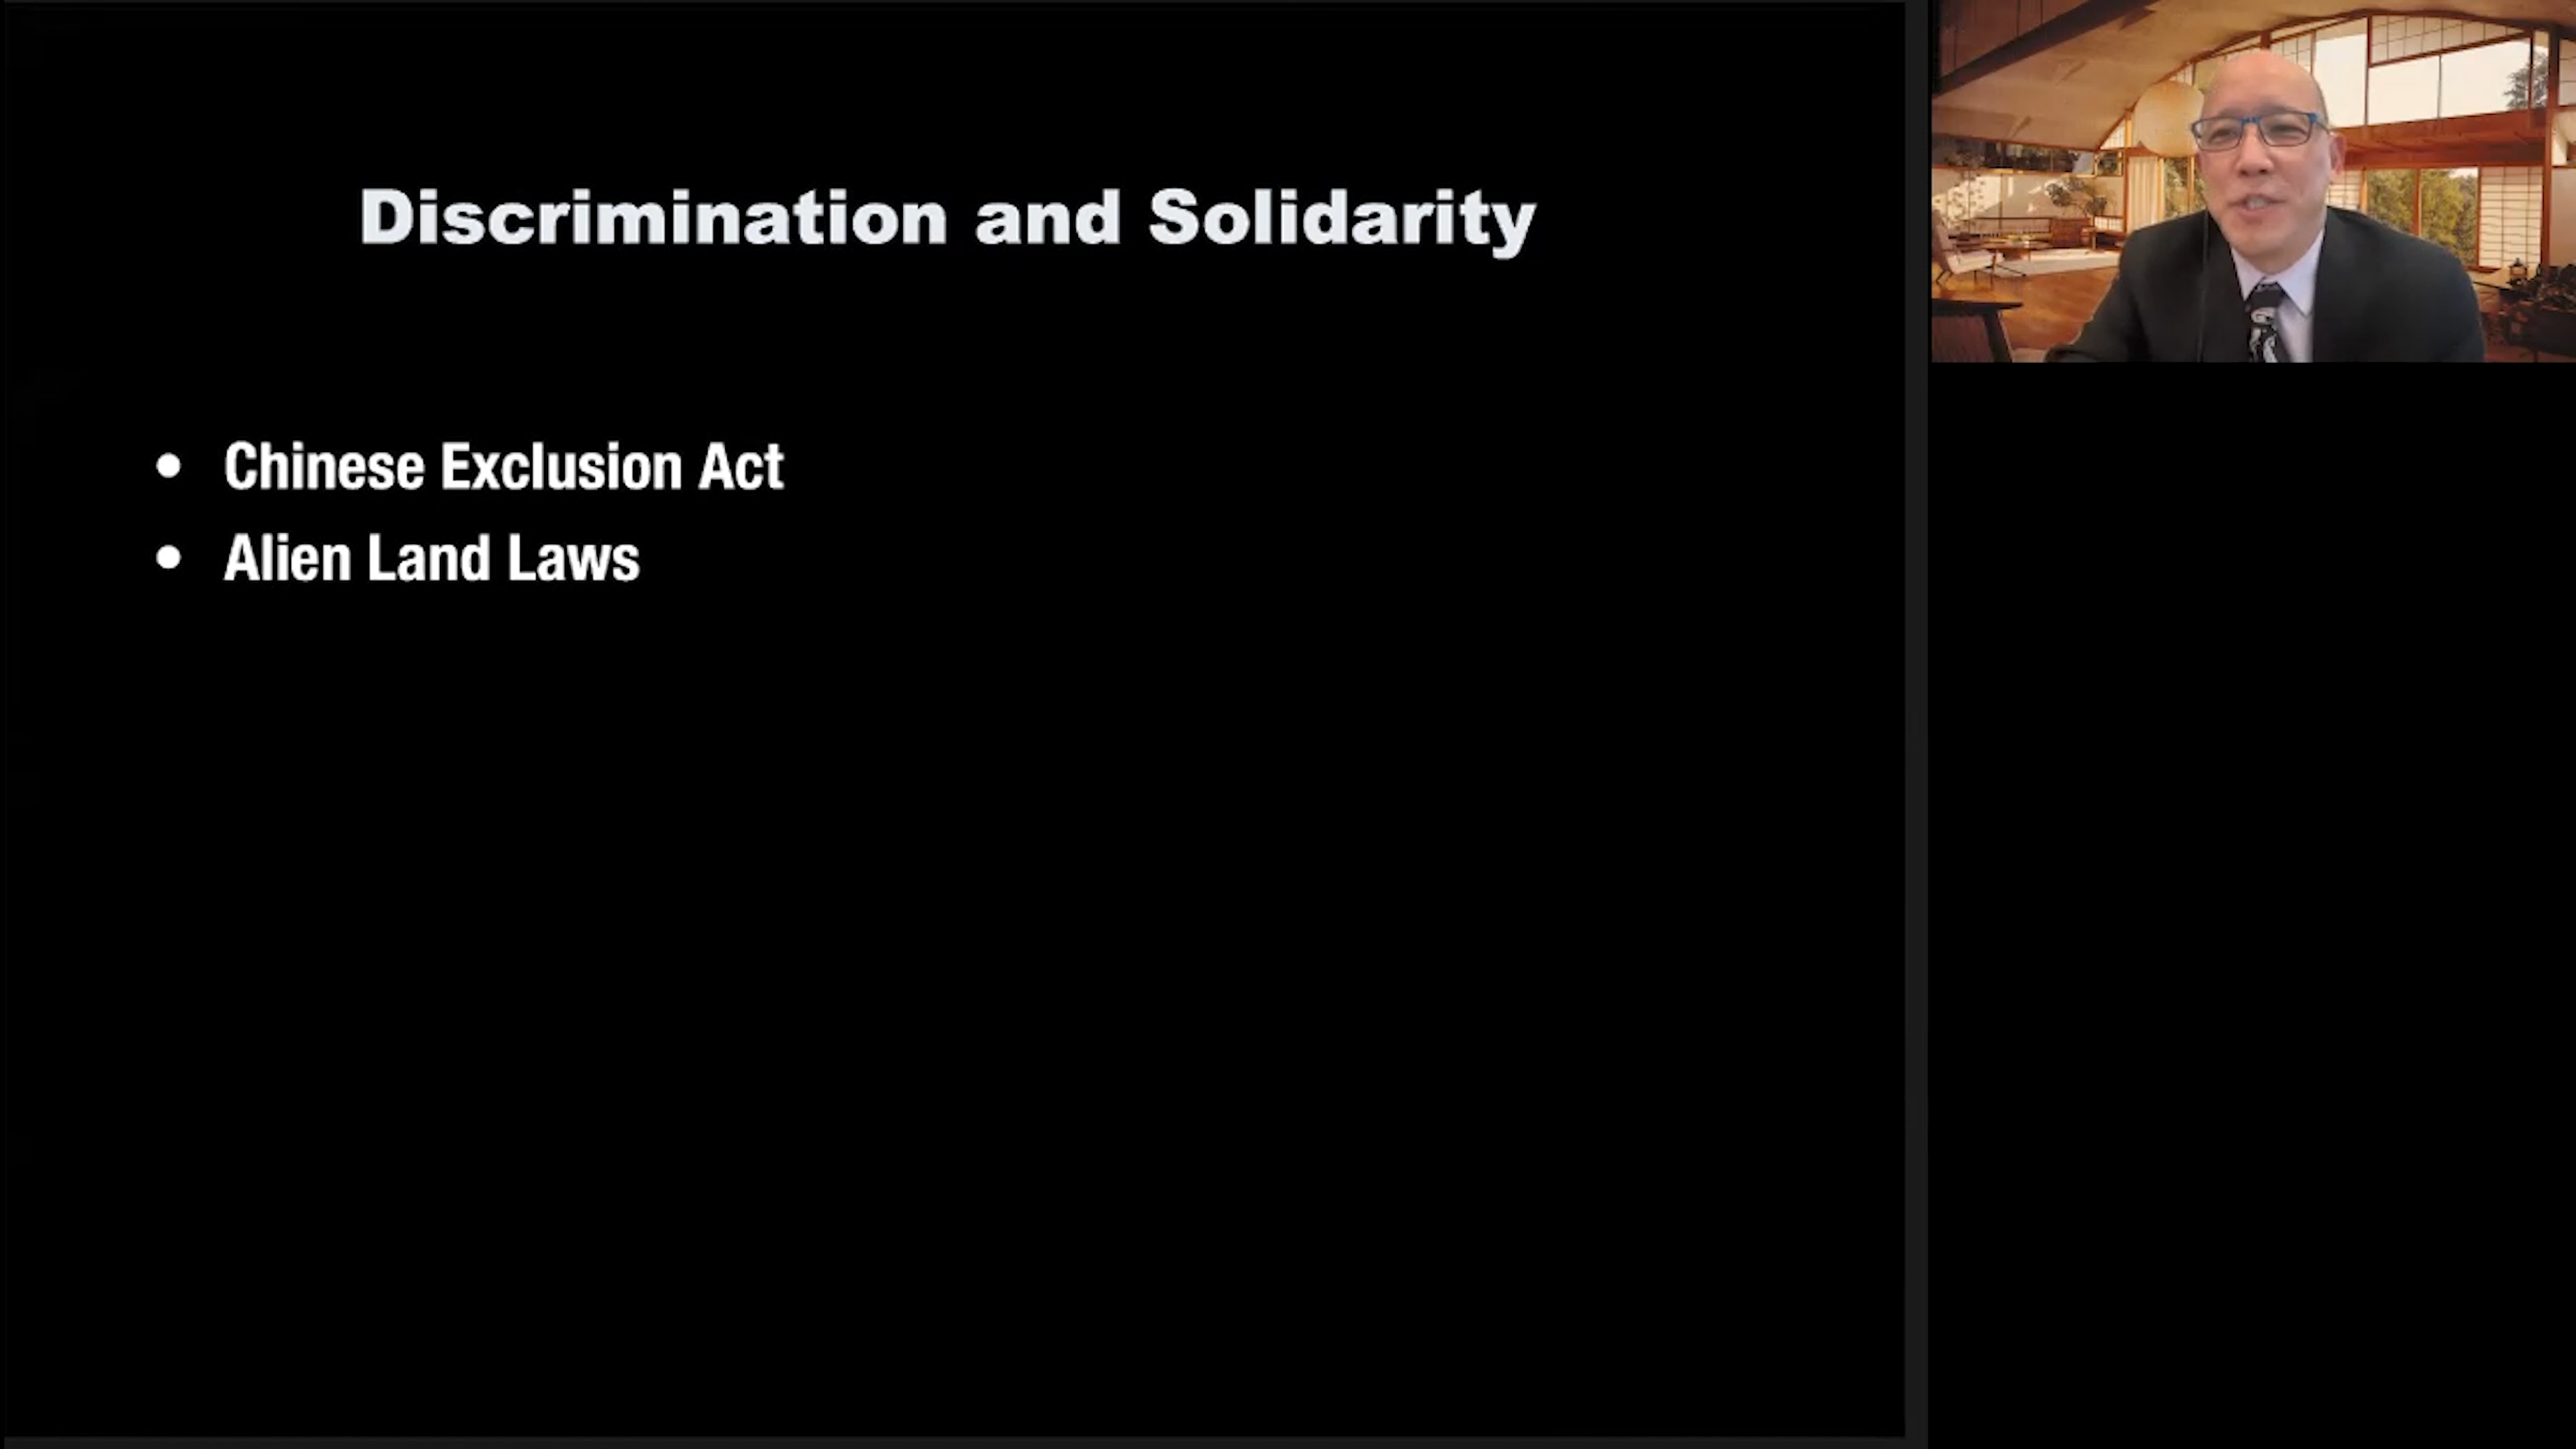 Discrimination and Solidarity
• Chinese Exclusion Act
• Alien Land Laws